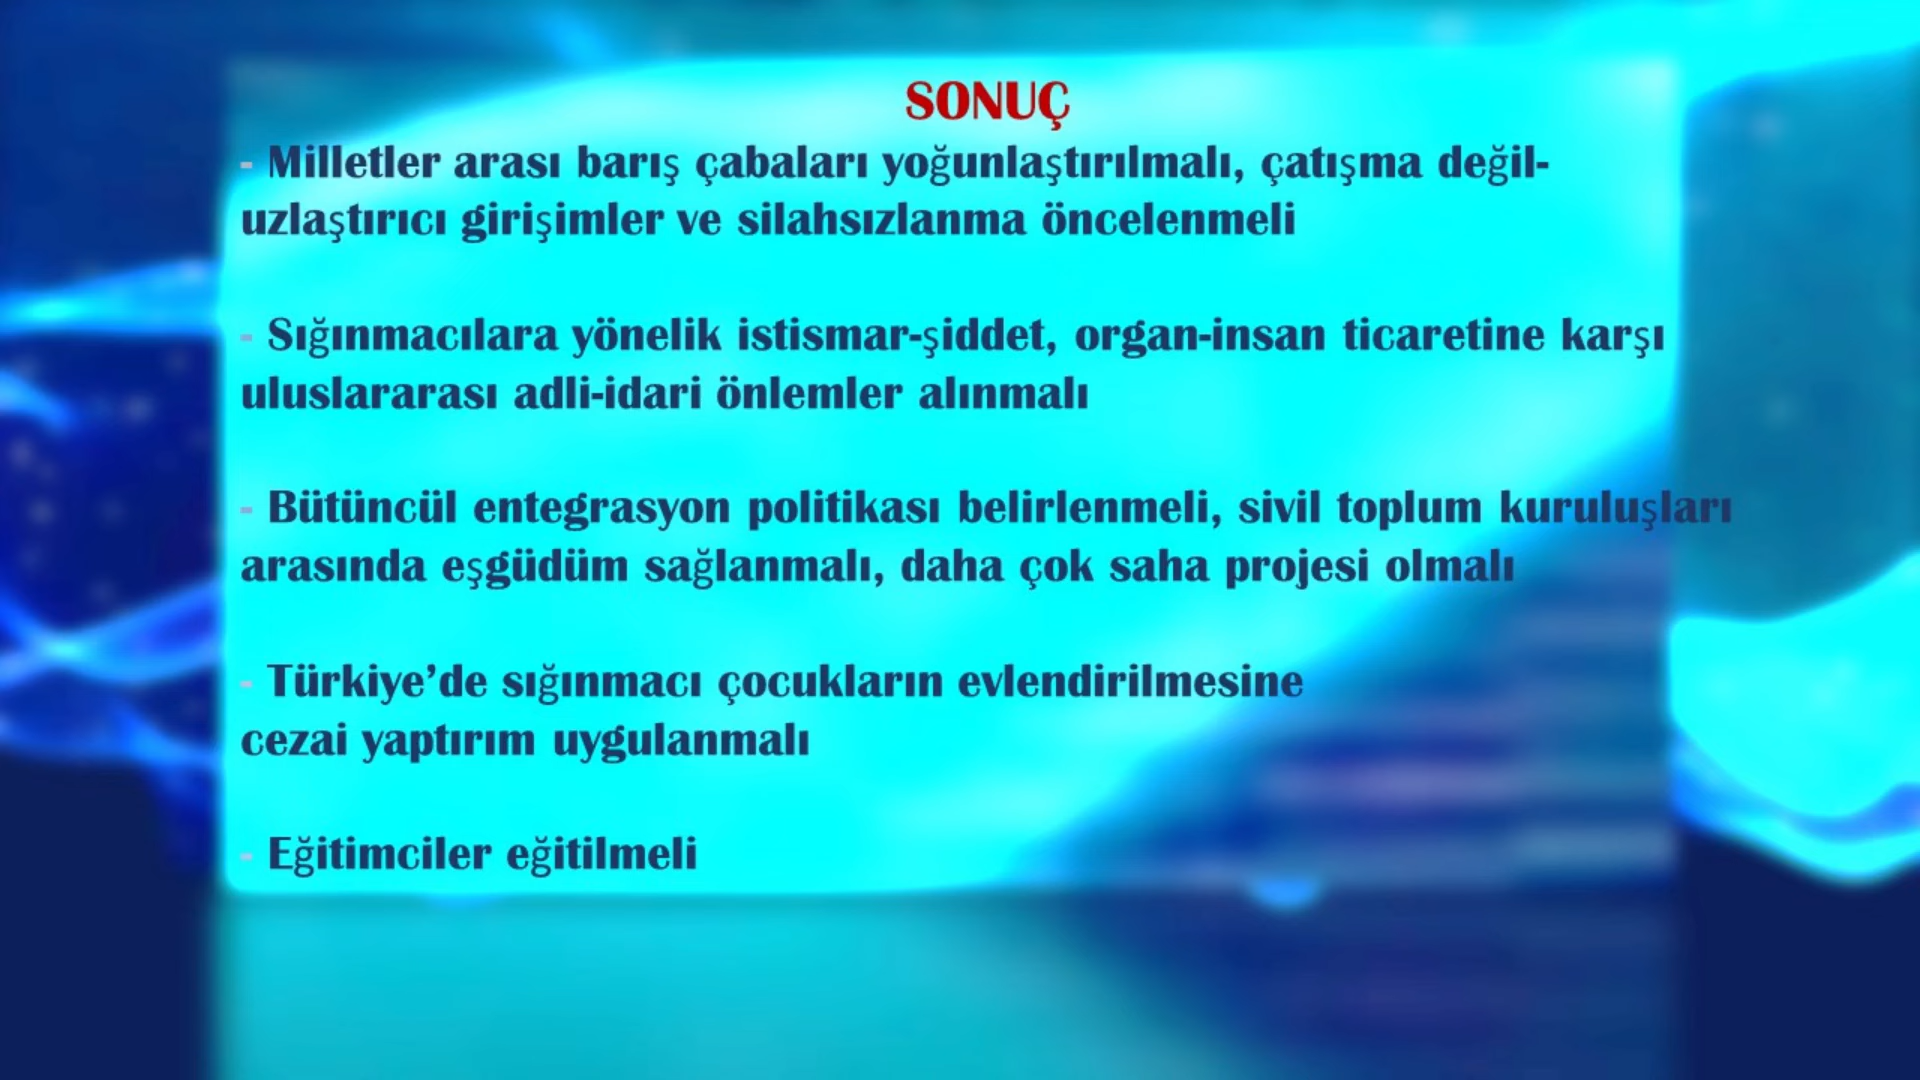 SONUÇ
- Milletler arası barış çabaları yoğunlaştırılmalı, çatışma değil-
uzlaştırıcı girişimler ve silahsızlanma öncelenmeli
- Sığınmacılara yönelik istismar-şiddet, organ-insan ticaretine karşı
uluslararası adli-idari önlemler alınmalı
- Bütüncül entegrasyon politikası belirlenmeli, sivil toplum kuruluşları
arasında eşgüdüm sağlanmalı, daha çok saha projesi olmalı
- Türkiye’de sığınmacı çocukların evlendirilmesine
cezai yaptırım uygulanmalı
- Eğitimciler eğitilmeli